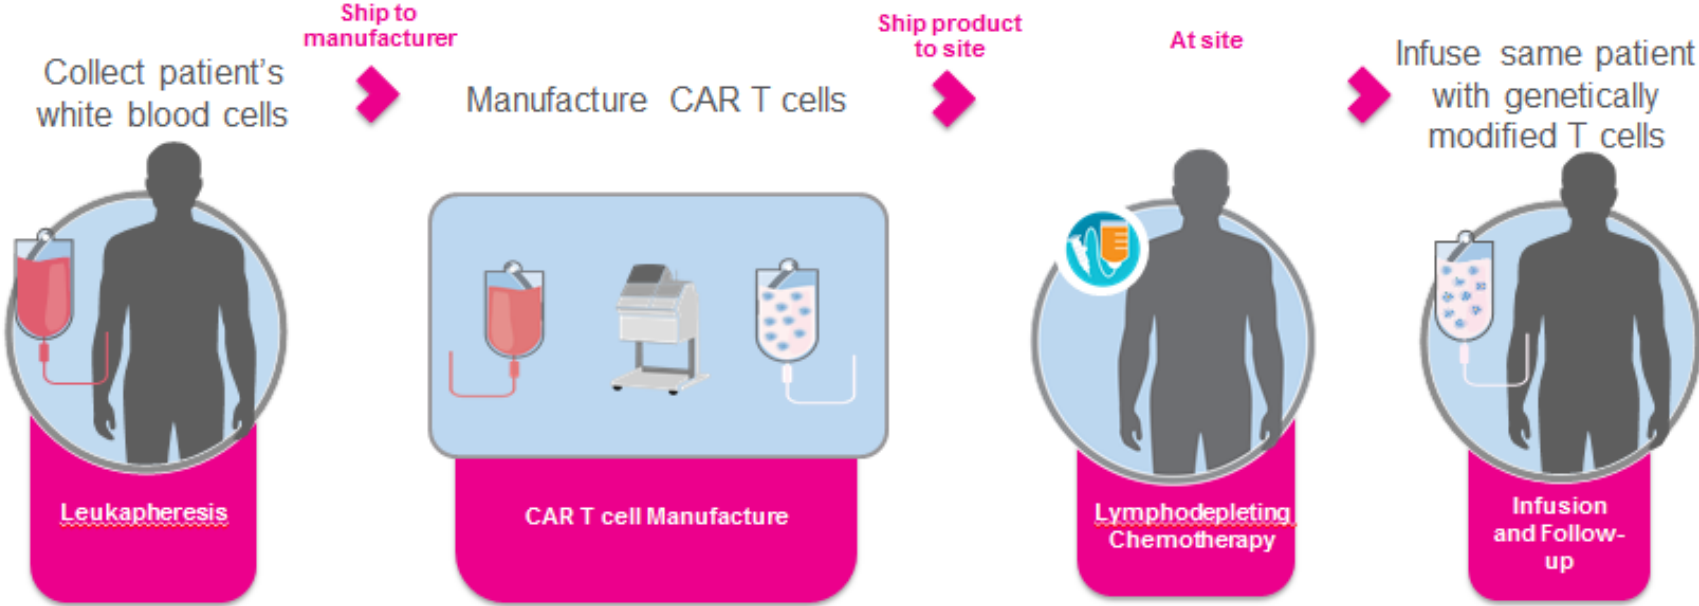 Collect patient's
white blood cells
Ship to
manufacturer
Manufacture CAR T cells
Ship product
to site
At site
Infuse same patient
with genetically
modified T cells
Leukapheresis
CAR T cell Manufacture
Lymphodepleting
Chemotherapy
Infusion
and Follow-
up